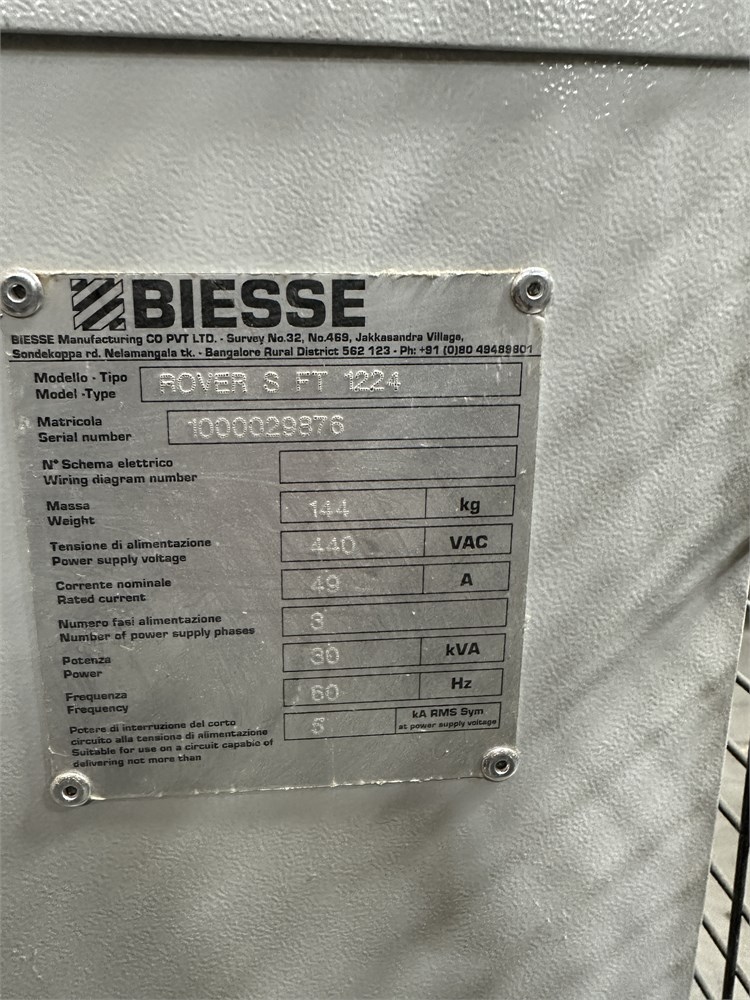 BIESSE
BIESSE Manufacturing CO PVT LTD. - Survey No.32, No.469, Jakkasandra Village,
Sondekoppa rd. Nelamangala tk. - Bangalore Rural District 562 123 - Ph: +91 (0)80 49489801
Modello - Tipo
Model -Type
ROVER S FT 1224
Matricola
Serial number
1000029876
N° Schema elettrico
Wiring diagram number
Massa
Weight
144 kg
Tensione di alimentazione
Power supply voltage
440 VAC
Corrente nominale
Rated current
49 A
Numero fasi alimentazione
Number of power supply phases
3
Potenza
Power
30 kVA
Frequenza
Frequency
60 Hz
Potere di interruzione del corto
circuito alla tensiona di alimentazione
Suitable for use on a circuit capabie of
delivering not more than
5 kA RMS Sym
at power supply voltage